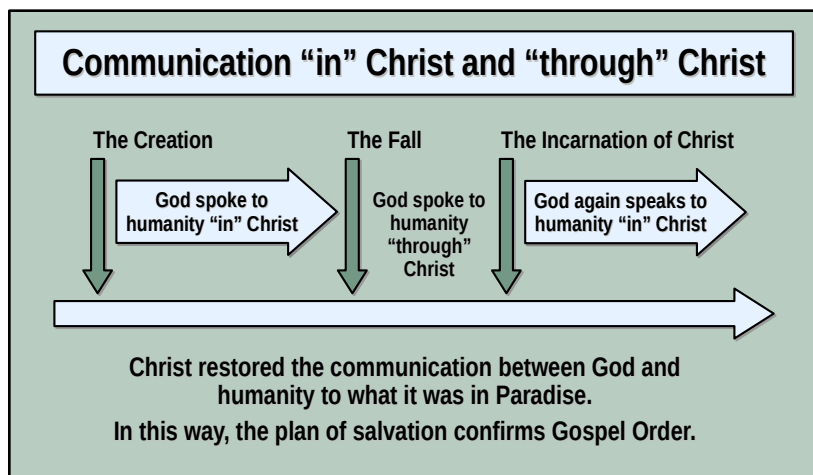 Communication “in” Christ and “through” Christ
The Creation
The Fall
The Incarnation of Christ
God spoke to
humanity “in” Christ
God spoke to
humanity
“through”
Christ
God again speaks to
humanity “in” Christ
Christ restored the communication between God and
humanity to what it was in Paradise.
In this way, the plan of salvation confirms Gospel Order.